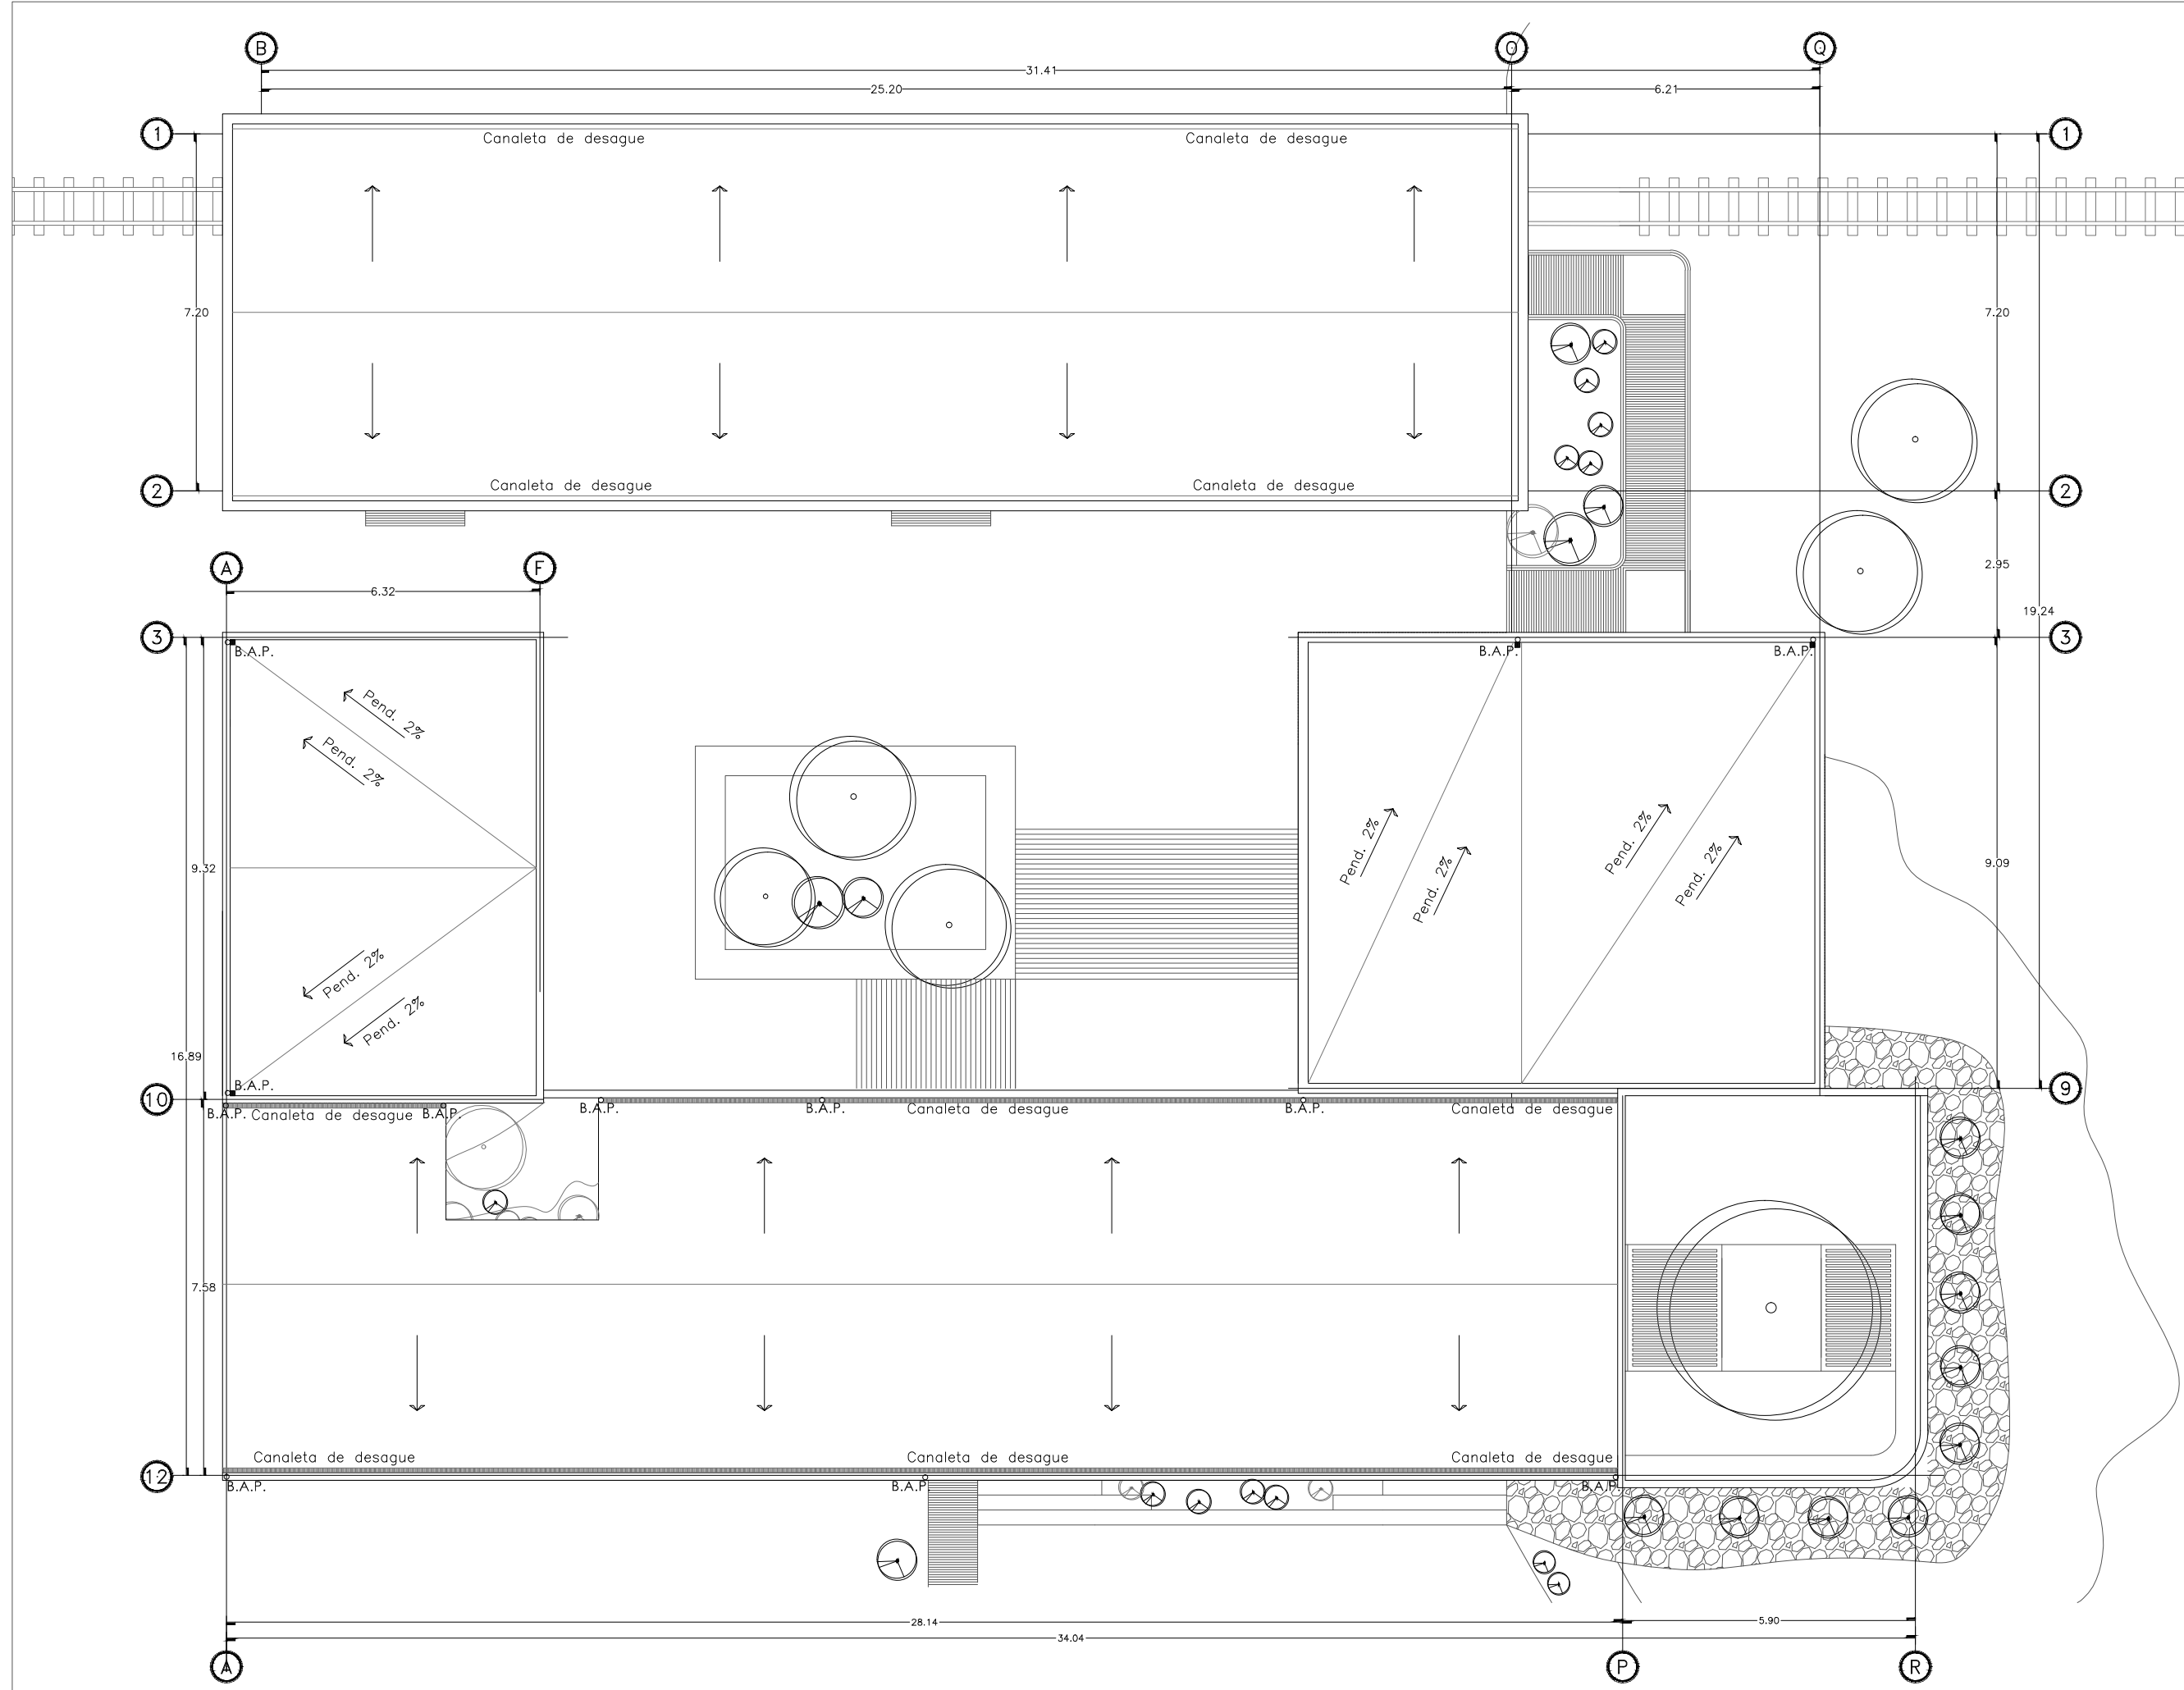 B
O
Q
31.41
25.20
6.21
1
Canaleta de desague
Canaleta de desague
1
7.20
7.20
2
Canaleta de desague
Canaleta de desague
2
A
F
2.95
6.32
19.24
3
3
B.A.P.
B.A.P.
B.A.P.
Pend. 2%
Pend. 2%
Pend. 2%
Pend. 2%
Pend. 2%
Pend. 2%
9.32
9.09
Pend. 2%
Pend. 2%
16.89
B.A.P.
10
9
B.A.P.
Canaleta de desague
B.A.P.
B.A.P.
B.A.P.
Canaleta de desague
B.A.P.
Canaleta de desague
7.58
Canaleta de desague
Canaleta de desague
Canaleta de desague
12
B.A.P.
B.A.P
B.A.P
28.14
5.90
34.04
A
P
R